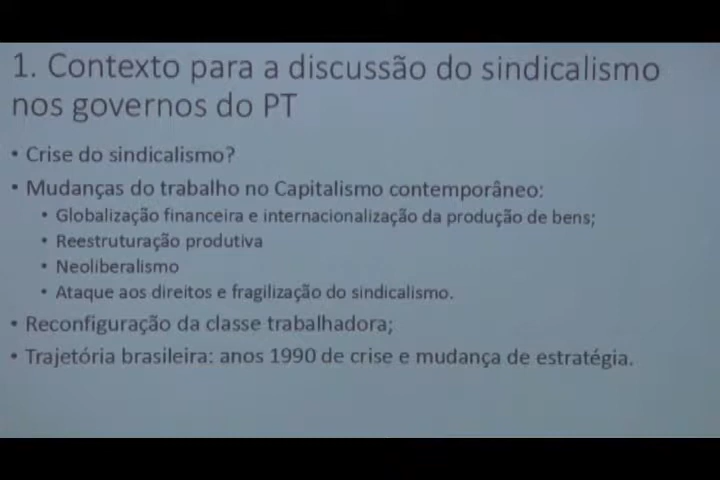 1. Contexto para a discussão do sindicalismo
nos governos do PT
• Crise do sindicalismo?
• Mudanças do trabalho no Capitalismo contemporâneo:
• Globalização financeira e internacionalização da produção de bens;
• Reestruturação produtiva
• Neoliberalismo
• Ataque aos direitos e fragilização do sindicalismo.
• Reconfiguração da classe trabalhadora;
• Trajetória brasileira: anos 1990 de crise e mudança de estratégia.